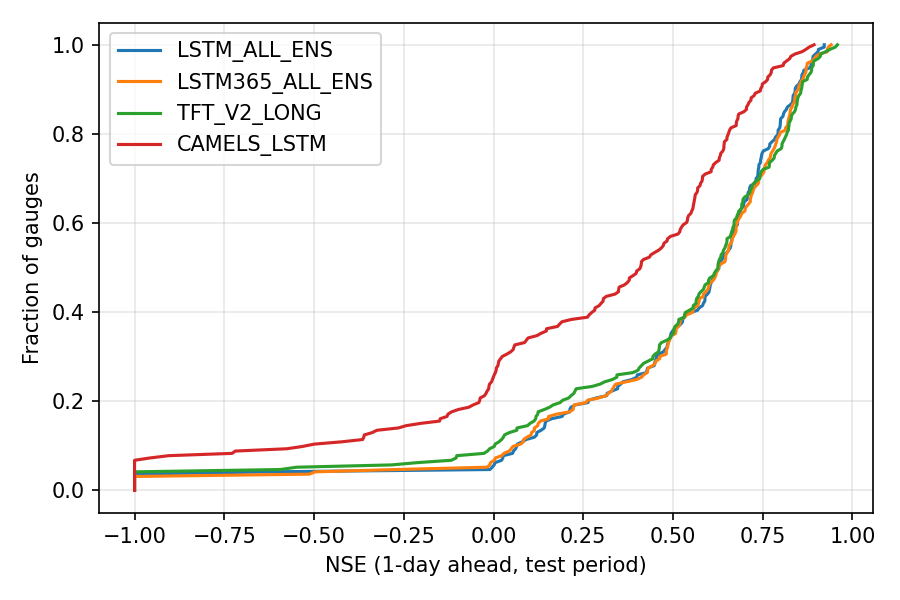 LSTM_ALL_ENS
LSTM365_ALL_ENS
TFT_V2_LONG
CAMELS_LSTM
Fraction of gauges
1.0
0.8
0.6
0.4
0.2
0.0
−1.00 −0.75 −0.50 −0.25 0.00 0.25 0.50 0.75 1.00
NSE (1-day ahead, test period)